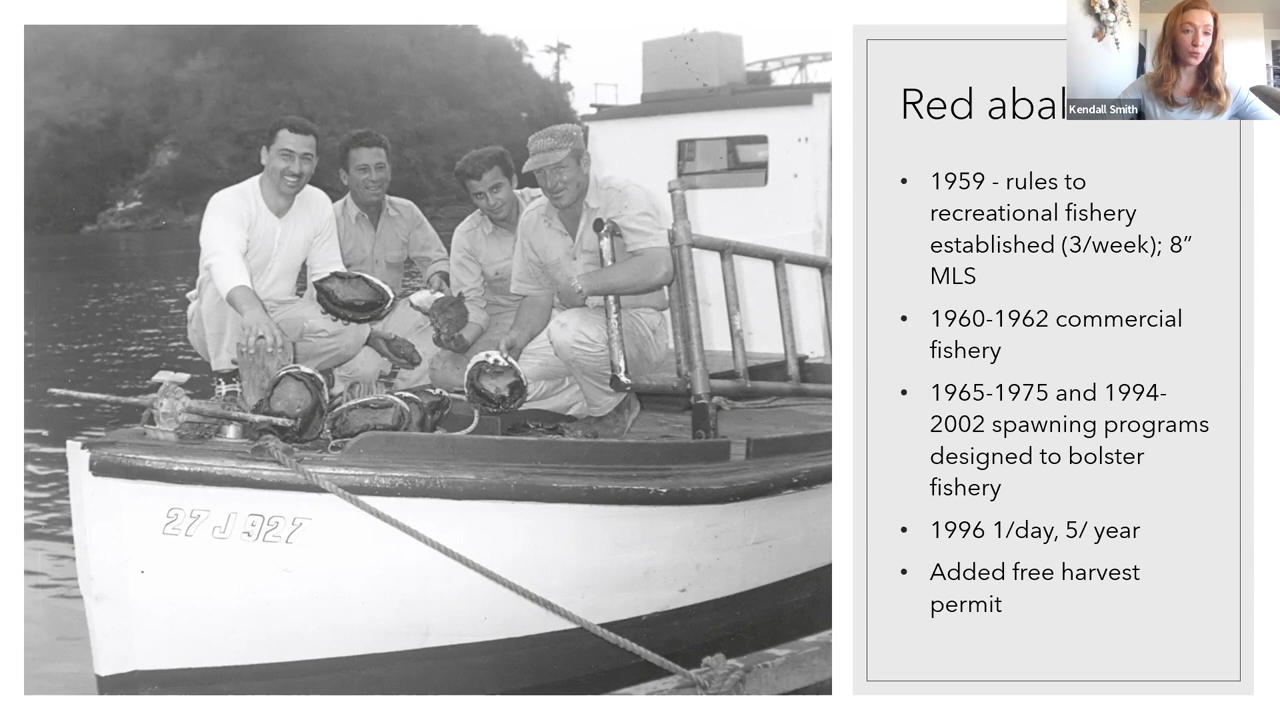 27 J 927
Red abal
Kendall Smith
• 1959 - rules to
recreational fishery
established (3/week); 8”
MLS
• 1960-1962 commercial
fishery
• 1965-1975 and 1994-
2002 spawning programs
designed to bolster
fishery
• 1996 1/day, 5/ year
• Added free harvest
permit